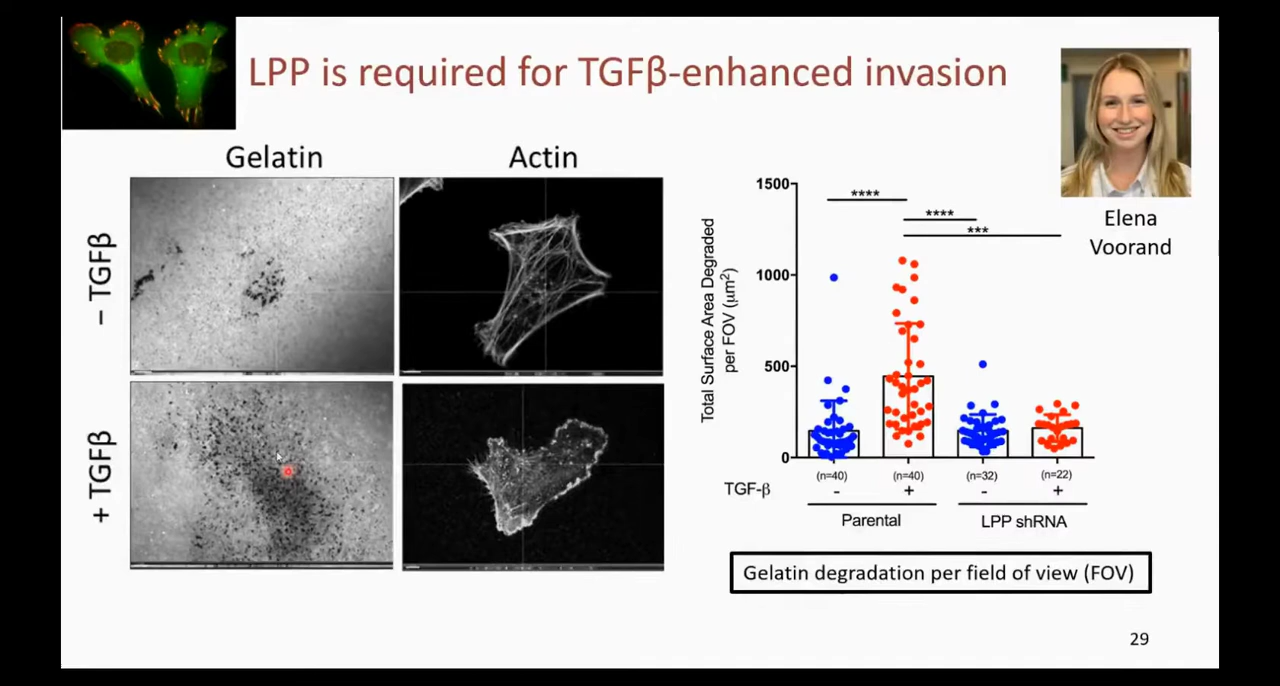 LPP is required for TGFβ-enhanced invasion
Gelatin
Actin
− TGFβ
+ TGFβ
Elena
Voorand
Total Surface Area Degraded
per FOV (μm²)
1500
1000
500
0
****
****
***
(n=40) (n=40) (n=32) (n=22)
TGF-β - + - +
Parental LPP shRNA
Gelatin degradation per field of view (FOV)
29